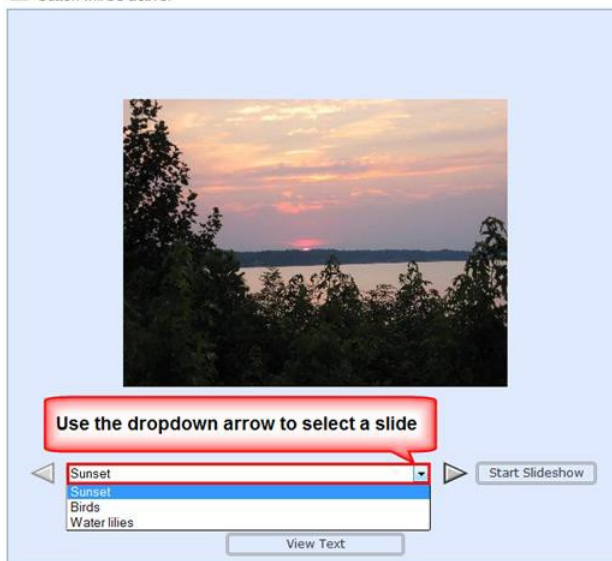 Use the dropdown arrow to select a slide
Sunset
Start Slideshow
Sunset
Birds
Water lilies
View Text